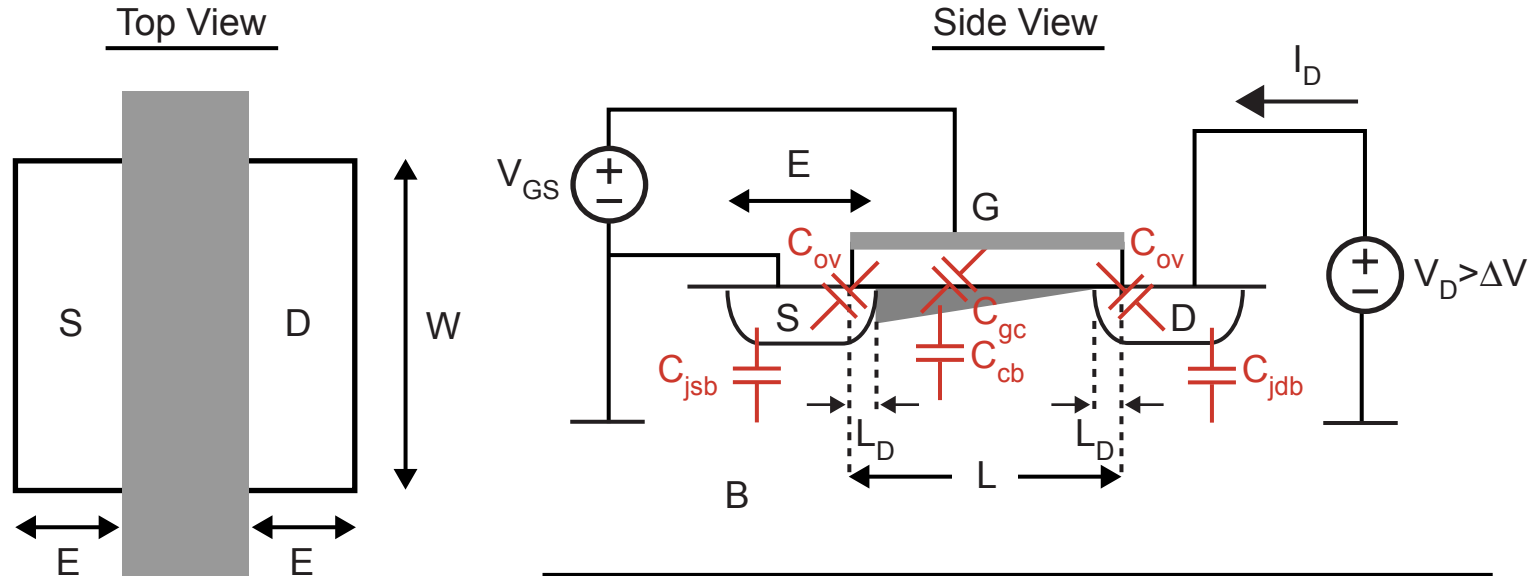 Top View
S
D
W
E
E
Side View
I_D
V_GS
+
−
E
G
C_ov
C_ov
S
D
C_gc
C_cb
C_jsb
C_jdb
+
−
V_D>ΔV
L_D
L_D
L
B